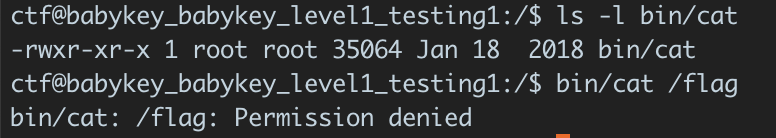 ctf@babykey_babykey_level1_testing1:/$ ls -l bin/cat
-rwxr-xr-x 1 root root 35064 Jan 18  2018 bin/cat
ctf@babykey_babykey_level1_testing1:/$ bin/cat /flag
bin/cat: /flag: Permission denied